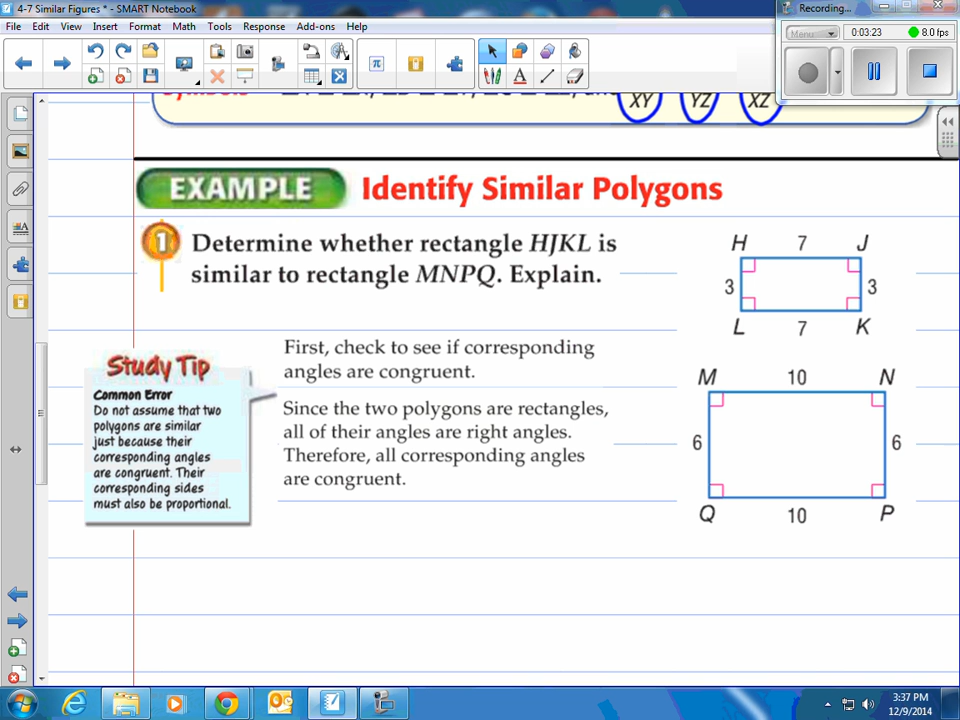 4-7 Similar Figures * - SMART Notebook
Recording...
File Edit View Insert Format Math Tools Response Add-ons Help
Menu
0:03:23
8.0 fps
XY YZ XZ
EXAMPLE Identify Similar Polygons
1 Determine whether rectangle HJKL is
similar to rectangle MNPQ. Explain.
H 7 J
3 3
L 7 K
First, check to see if corresponding
angles are congruent.
Since the two polygons are rectangles,
all of their angles are right angles.
Therefore, all corresponding angles
are congruent.
Study Tip
Common Error
Do not assume that two
polygons are similar
just because their
corresponding angles
are congruent. Their
corresponding sides
must also be proportional.
M 10 N
6 6
Q 10 P
3:37 PM
12/9/2014